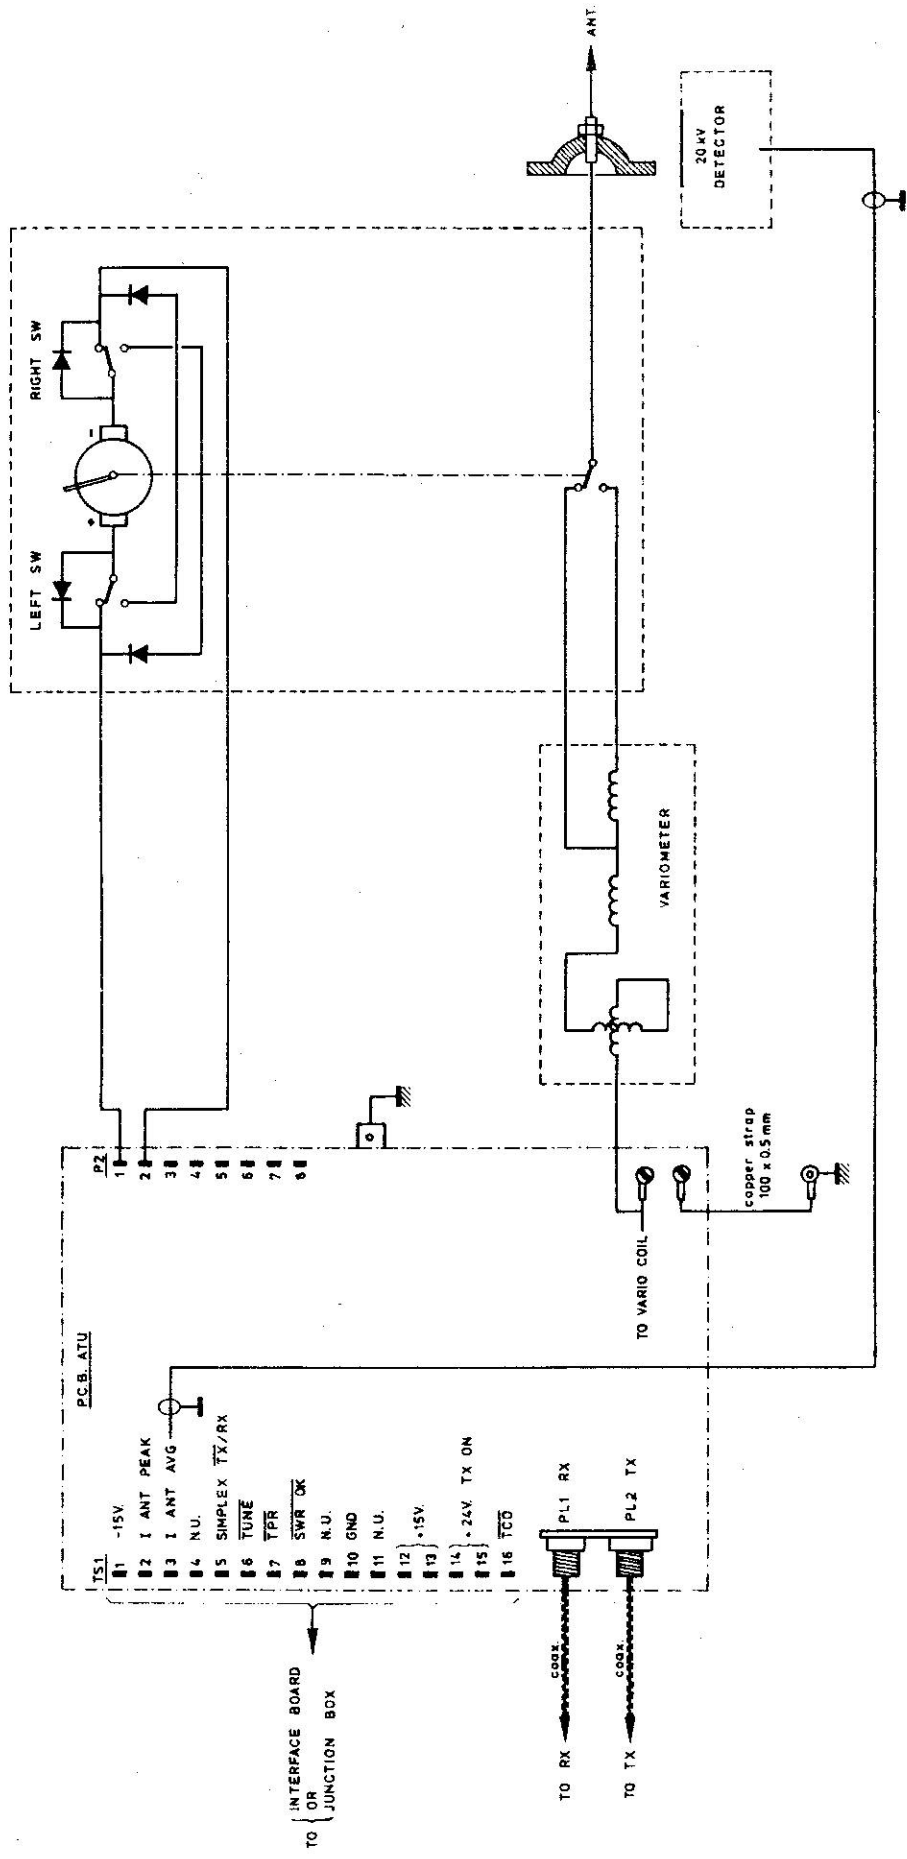 P.C.B. ATU
TS1
1 -15V.
2 I ANT PEAK
3 I ANT AVG
4 N.U.
5 SIMPLEX TX/RX
6 TUNE
7 TPR
8 SWR OK
9 N.U.
10 GND
11 N.U.
12
13
+15V.
14
15
+24V. TX ON
16 TCO
PL1 RX
PL2 TX
coax.
coax.
TO RX
TO TX
TO
INTERFACE BOARD
OR
JUNCTION BOX
P2
1
2
3
4
5
6
7
8
TO VARIO COIL
copper strap
100 x 0.5 mm
VARIOMETER
LEFT SW
+
-
RIGHT SW
ANT.
20 kV
DETECTOR